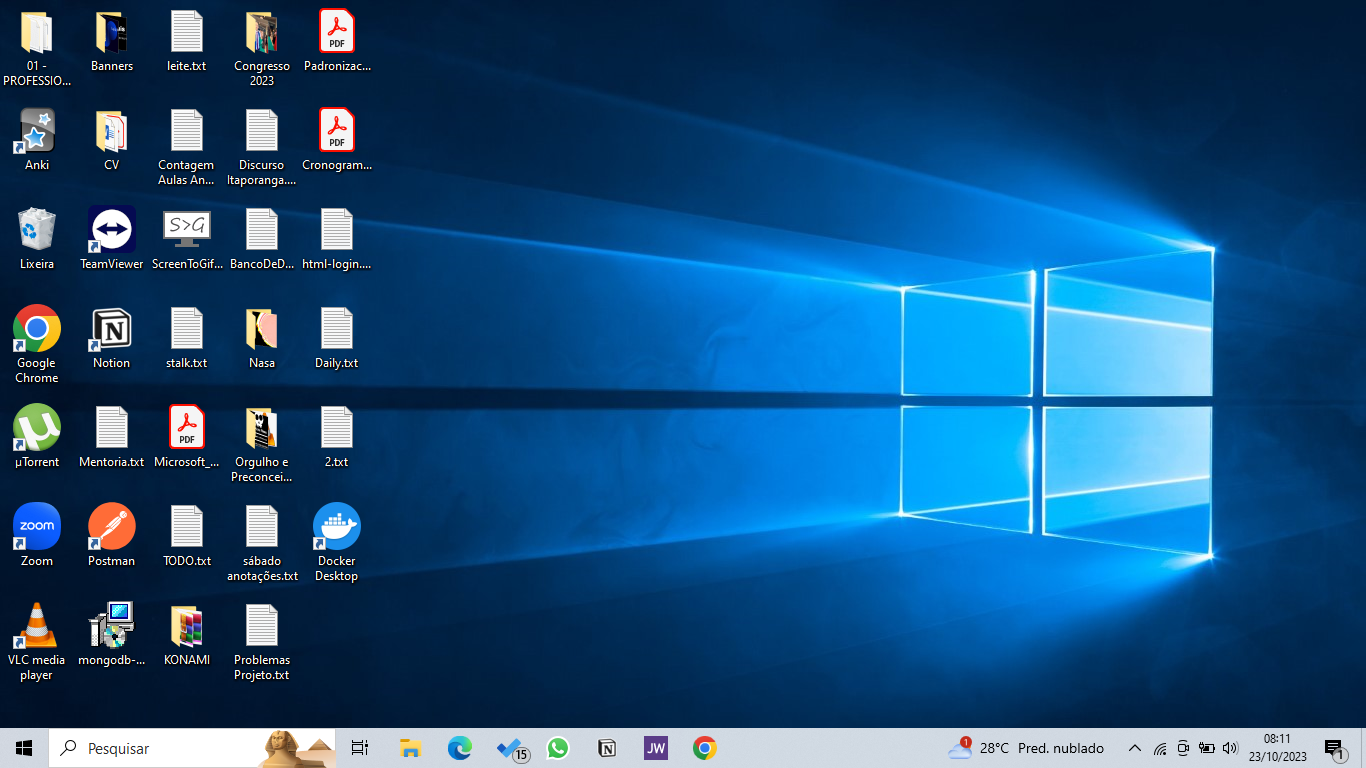 01 -
PROFESSIO...
Banners
leite.txt
Congresso
2023
PDF
Padronizac...
Anki
CV
Contagem
Aulas An...
Discurso
Itaporanga....
PDF
Cronogram...
Lixeira
TeamViewer
S>G
ScreenToGif...
BancoDeD...
html-login....
Google
Chrome
Notion
stalk.txt
Nasa
Daily.txt
µTorrent
Mentoria.txt
PDF
Microsoft_...
Orgulho e
Preconcei...
2.txt
zoom
Zoom
Postman
TODO.txt
sábado
anotações.txt
Docker
Desktop
VLC media
player
mongodb-...
KONAMI
Problemas
Projeto.txt
Pesquisar
15
JW
1
28°C Pred. nublado
08:11
23/10/2023
1